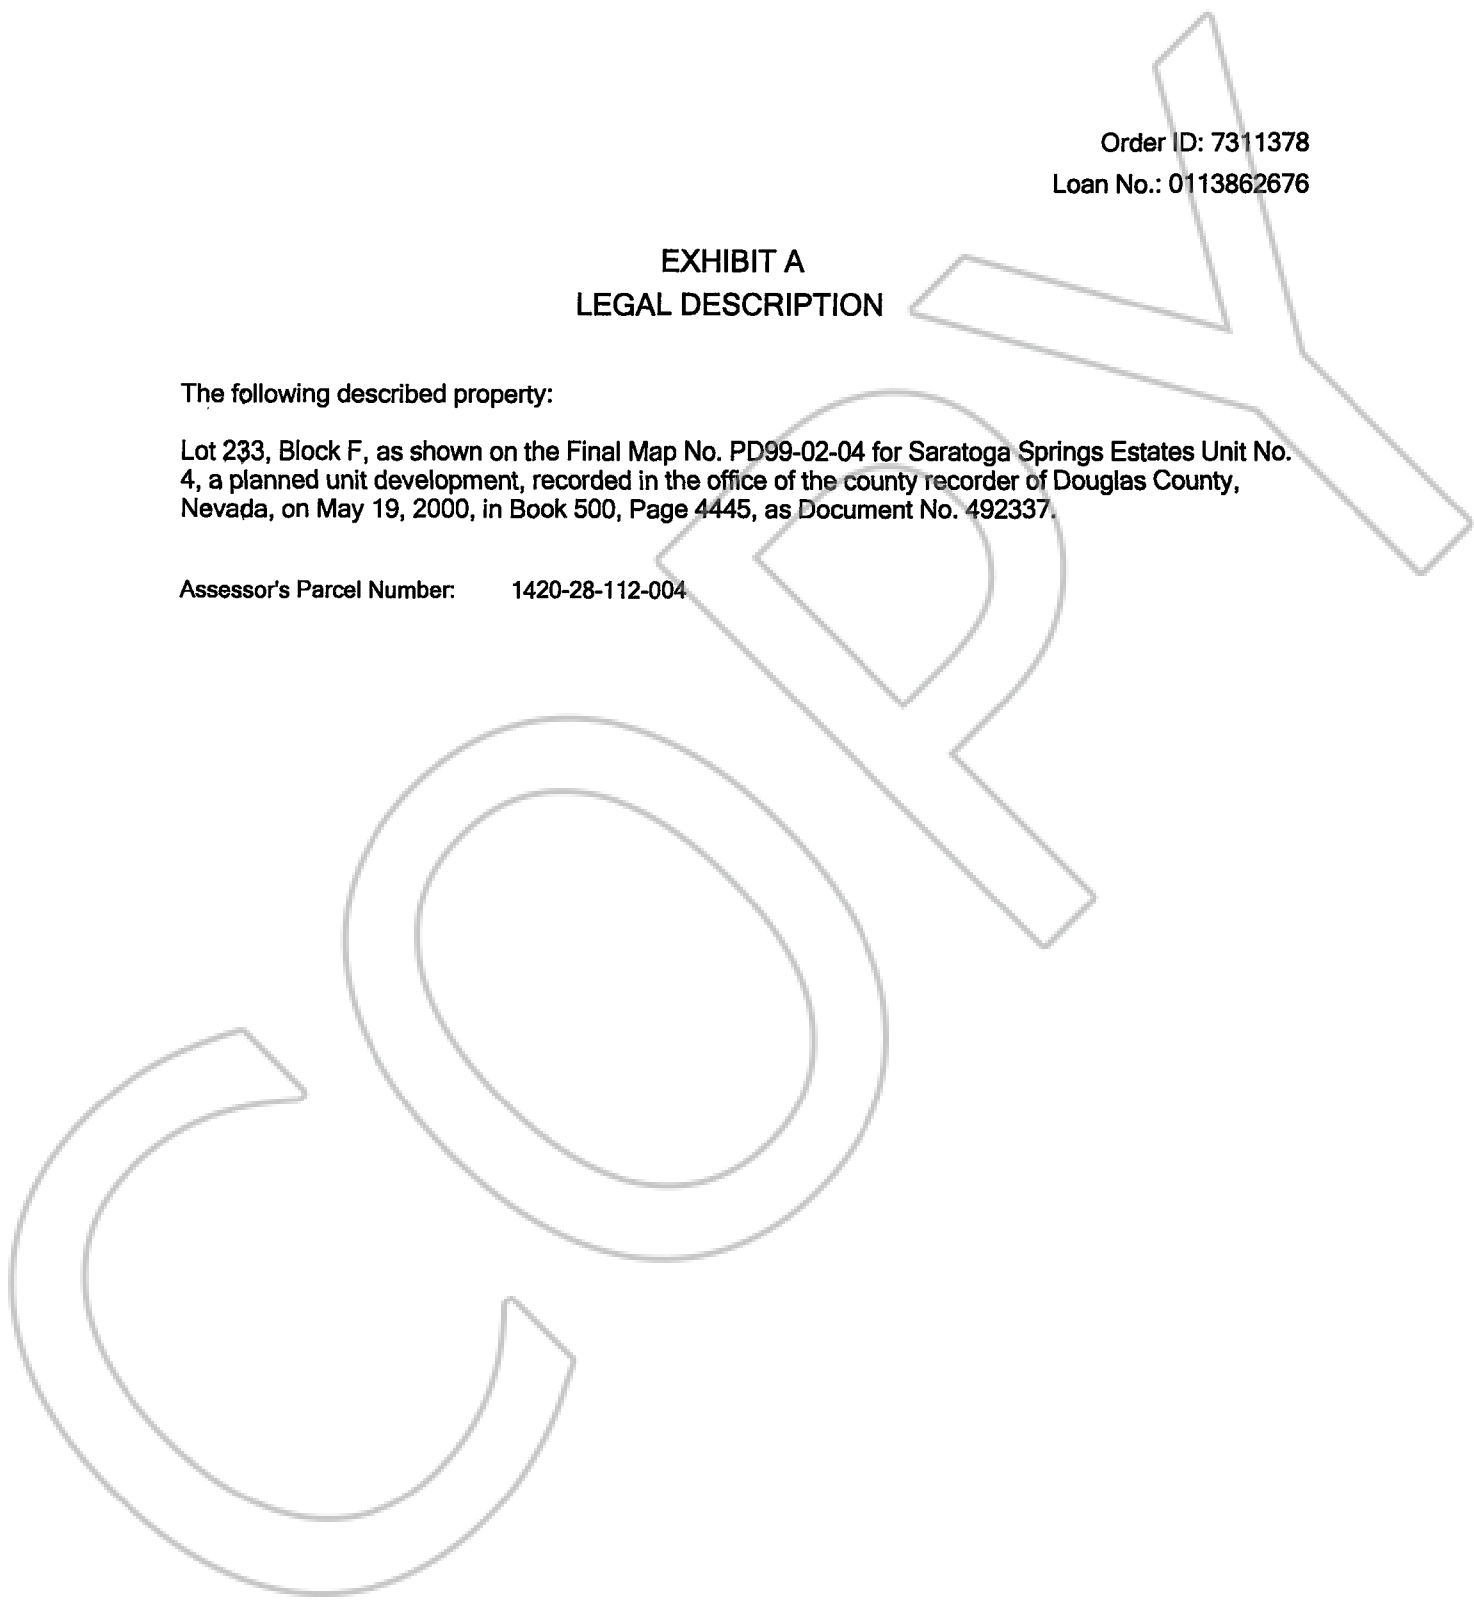 Order ID: 7311378
Loan No.: 0113862676
EXHIBIT A
LEGAL DESCRIPTION
The following described property:
Lot 233, Block F, as shown on the Final Map No. PD99-02-04 for Saratoga Springs Estates Unit No.
4, a planned unit development, recorded in the office of the county recorder of Douglas County,
Nevada, on May 19, 2000, in Book 500, Page 4445, as Document No. 492337.
Assessor's Parcel Number: 1420-28-112-004
COPY